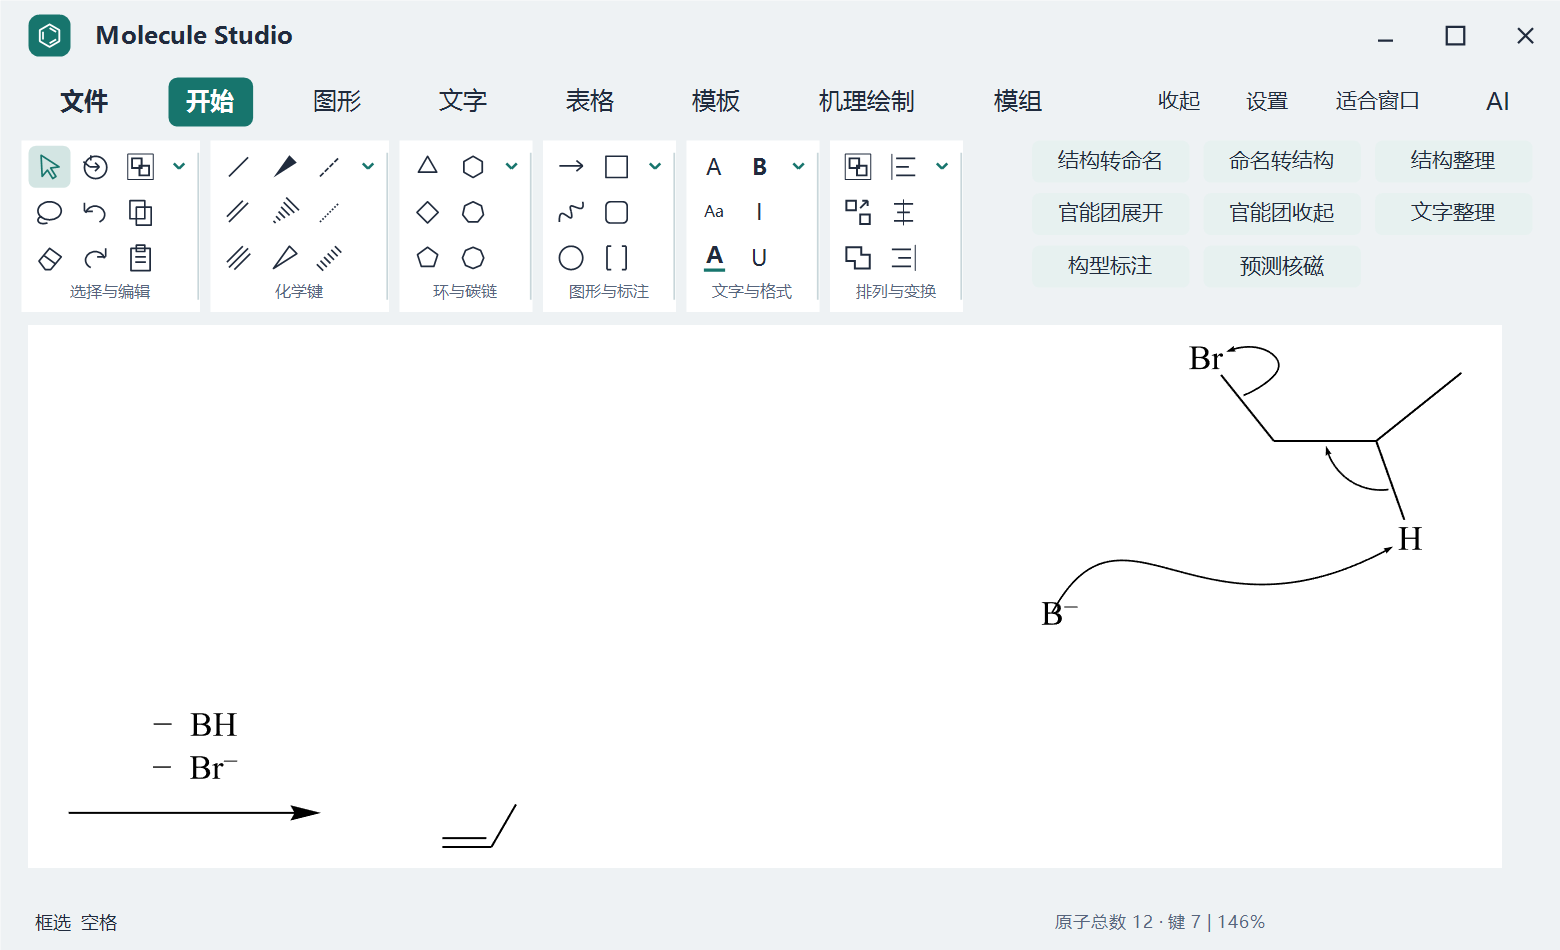 Molecule Studio
文件 开始 图形 文字 表格 模板 机理绘制 模组 收起 设置 适合窗口 AI
A B
Aa I
A U
选择与编辑 化学键 环与碳链 图形与标注 文字与格式 排列与变换
结构转命名 命名转结构 结构整理
官能团展开 官能团收起 文字整理
构型标注 预测核磁
Br
H
B⁻
− BH
− Br⁻
框选 空格 原子总数 12 · 键 7 | 146%